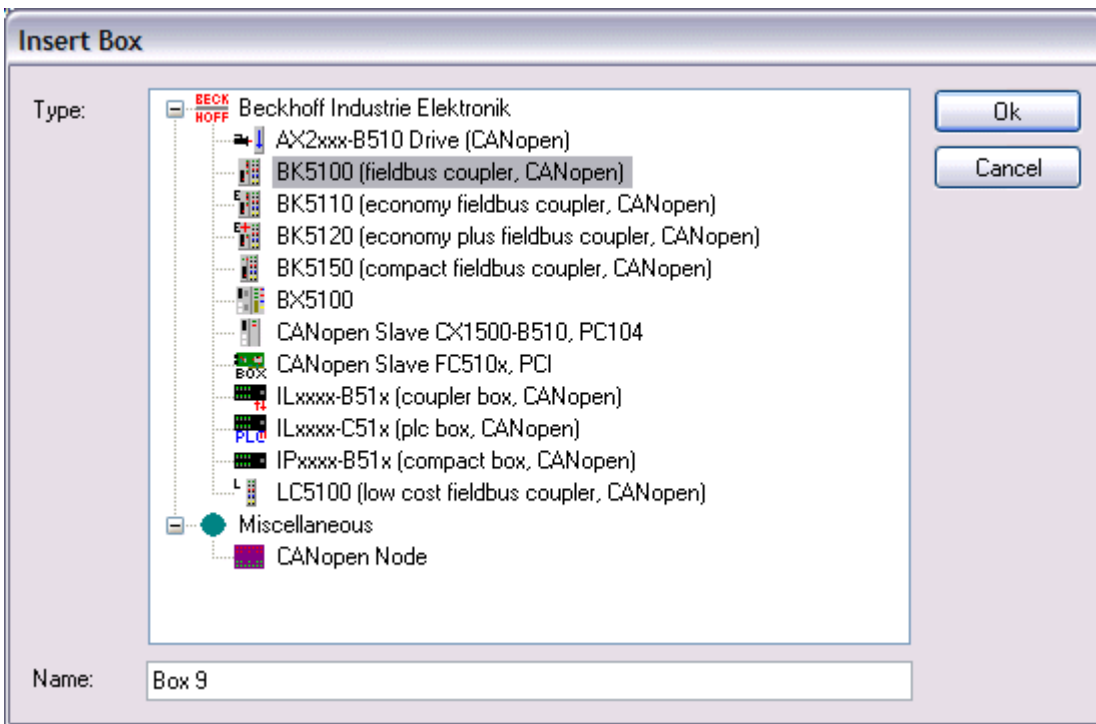 Insert Box
Type:
BECK
HOFF
Beckhoff Industrie Elektronik
Ok
AX2xxx-B510 Drive (CANopen)
BK5100 (fieldbus coupler, CANopen)
Cancel
E
BK5110 (economy fieldbus coupler, CANopen)
E+
BK5120 (economy plus fieldbus coupler, CANopen)
BK5150 (compact fieldbus coupler, CANopen)
BX5100
CANopen Slave CX1500-B510, PC104
BOX
CANopen Slave FC510x, PCI
ILxxxx-B51x (coupler box, CANopen)
PLC
ILxxxx-C51x (plc box, CANopen)
IPxxxx-B51x (compact box, CANopen)
L
LC5100 (low cost fieldbus coupler, CANopen)
Miscellaneous
CANopen Node
Name:
Box 9